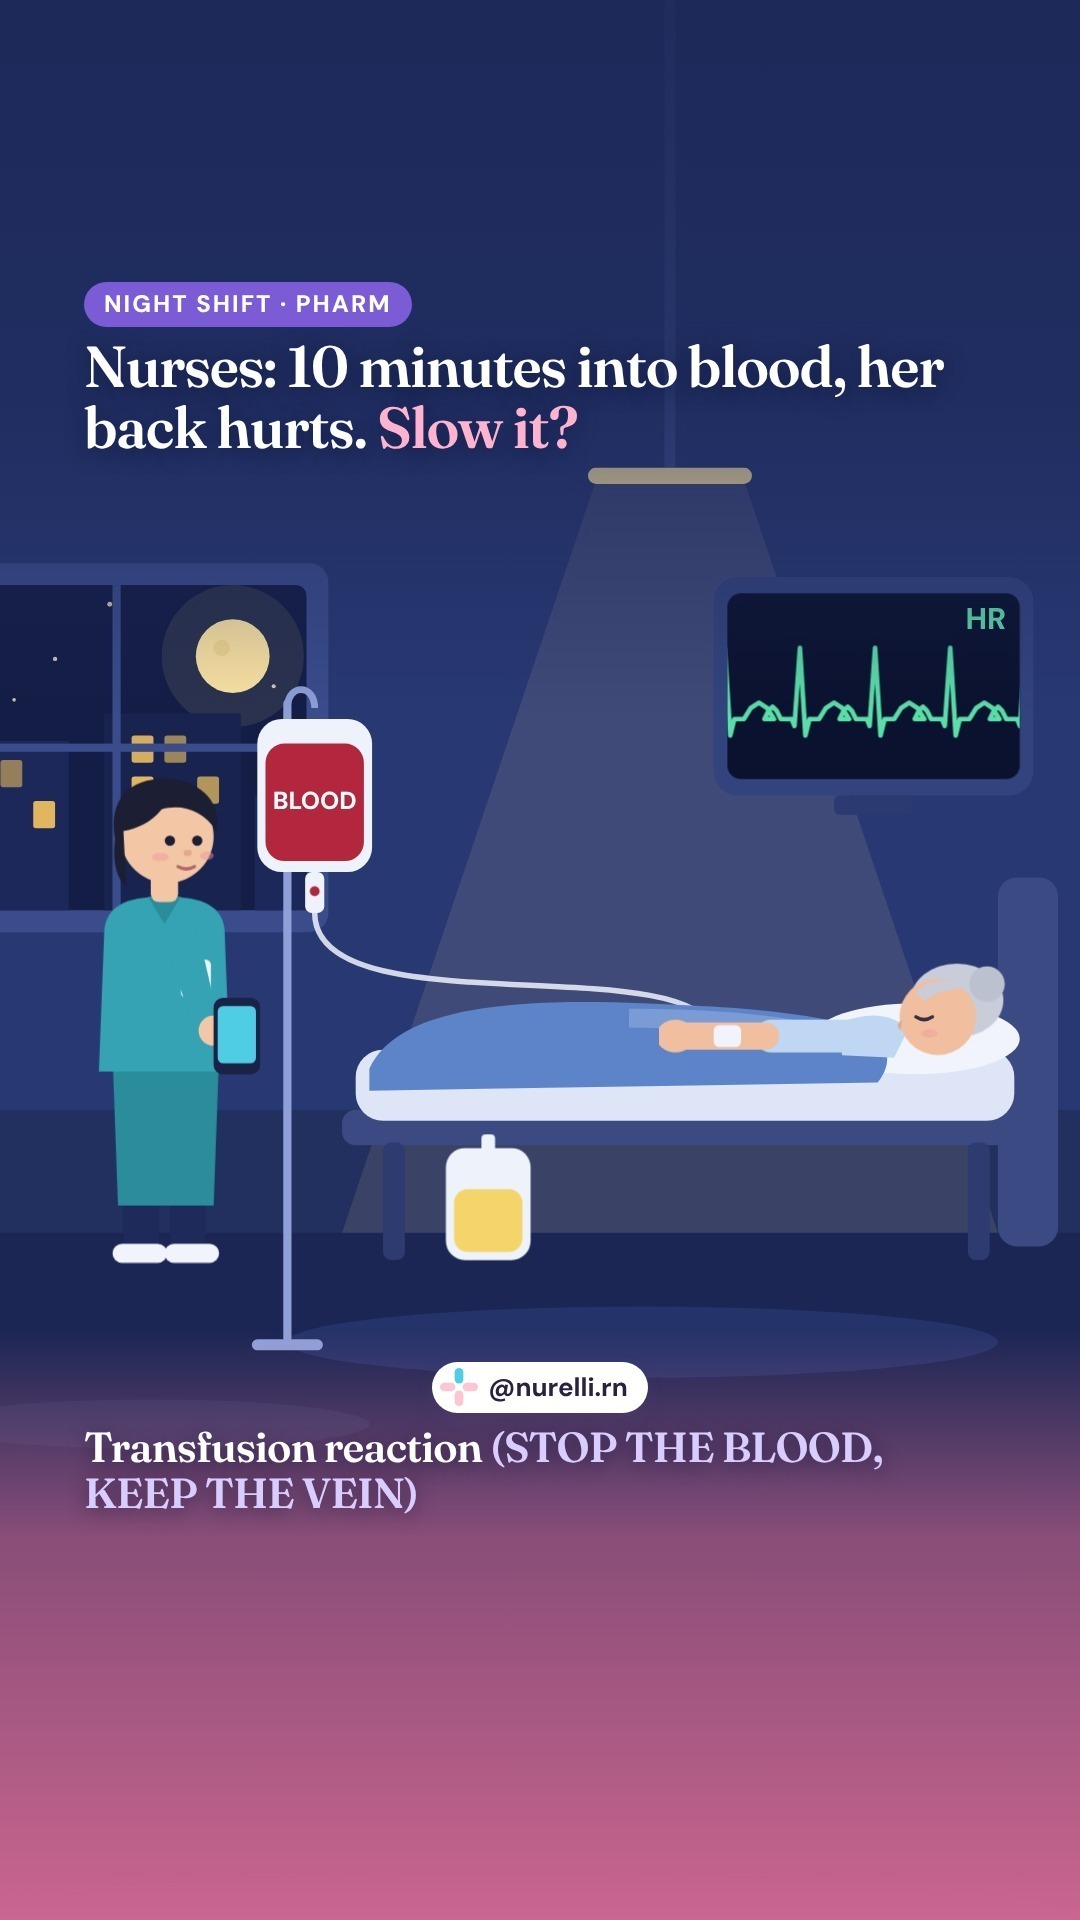 NIGHT SHIFT · PHARM
Nurses: 10 minutes into blood, her
back hurts. Slow it?
HR
BLOOD
@nurelli.rn
Transfusion reaction (STOP THE BLOOD,
KEEP THE VEIN)